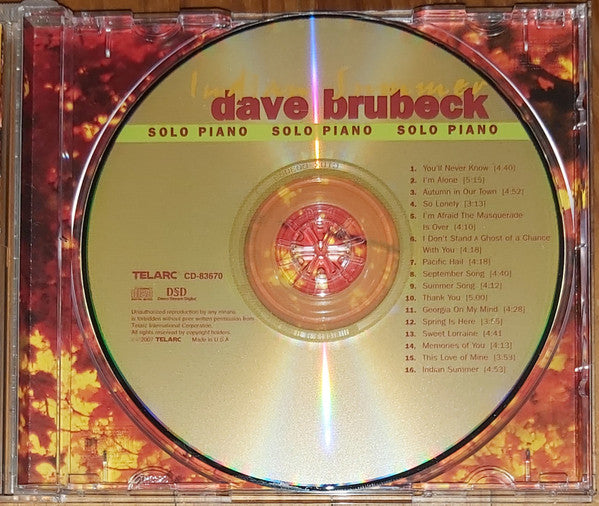 Indian Summer
dave brubeck
SOLO PIANO SOLO PIANO SOLO PIANO
1. You'll Never Know [4:40]
2. I'm Alone [5:15]
3. Autumn in Our Town [4:52]
4. So Lonely [3:13]
5. I'm Afraid The Masquerade
Is Over [4:10]
6. I Don't Stand A Ghost of a Chance
With You [4:18]
7. Pacific Hail [4:18]
8. September Song [4:40]
9. Summer Song [4:12]
10. Thank You [5:00]
11. Georgia On My Mind [4:28]
12. Spring Is Here [3:55]
13. Sweet Lorraine [4:41
14. Memories of You [4:13]
15. This Love of Mine [3:59]
16. Indian Summer [4:53]
TELARC CD-83670
DSD
Direct Stream Digital
Unauthorized reproduction by any means
is forbidden without prior written permission from
Telarc International Corporation.
All rights reserved by copyright holders.
2007 TELARC Made in U.S.A